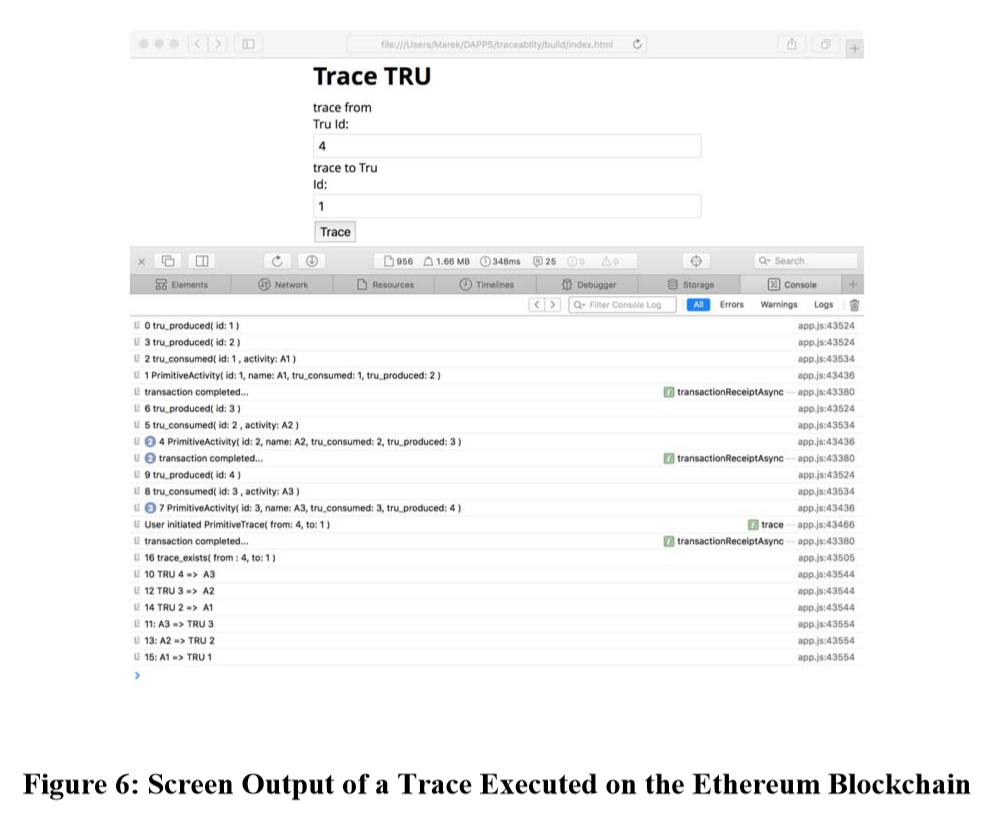 file:///Users/Marek/DAPPS/traceability/build/index.html
Trace TRU
trace from
Tru Id:
4
trace to Tru
Id:
1
Trace
956 1.66 MB 348ms 25 0 0 Search
Elements Network Resources Timelines Debugger Storage Console
Filter Console Log All Errors Warnings Logs
0 tru_produced( id: 1 ) app.js:43524
3 tru_produced( id: 2 ) app.js:43524
2 tru_consumed( id: 1 , activity: A1 ) app.js:43534
1 PrimitiveActivity( id: 1, name: A1, tru_consumed: 1, tru_produced: 2 ) app.js:43436
transaction completed... f transactionReceiptAsync — app.js:43380
6 tru_produced( id: 3 ) app.js:43524
5 tru_consumed( id: 2 , activity: A2 ) app.js:43534
2 4 PrimitiveActivity( id: 2, name: A2, tru_consumed: 2, tru_produced: 3 ) app.js:43436
2 transaction completed... f transactionReceiptAsync — app.js:43380
9 tru_produced( id: 4 ) app.js:43524
8 tru_consumed( id: 3 , activity: A3 ) app.js:43534
3 7 PrimitiveActivity( id: 3, name: A3, tru_consumed: 3, tru_produced: 4 ) app.js:43436
User initiated PrimitiveTrace( from: 4, to: 1 ) f trace — app.js:43466
transaction completed... f transactionReceiptAsync — app.js:43380
16 trace_exists( from : 4, to: 1 ) app.js:43505
10 TRU 4 => A3 app.js:43544
12 TRU 3 => A2 app.js:43544
14 TRU 2 => A1 app.js:43544
11: A3 => TRU 3 app.js:43554
13: A2 => TRU 2 app.js:43554
15: A1 => TRU 1 app.js:43554
Figure 6: Screen Output of a Trace Executed on the Ethereum Blockchain